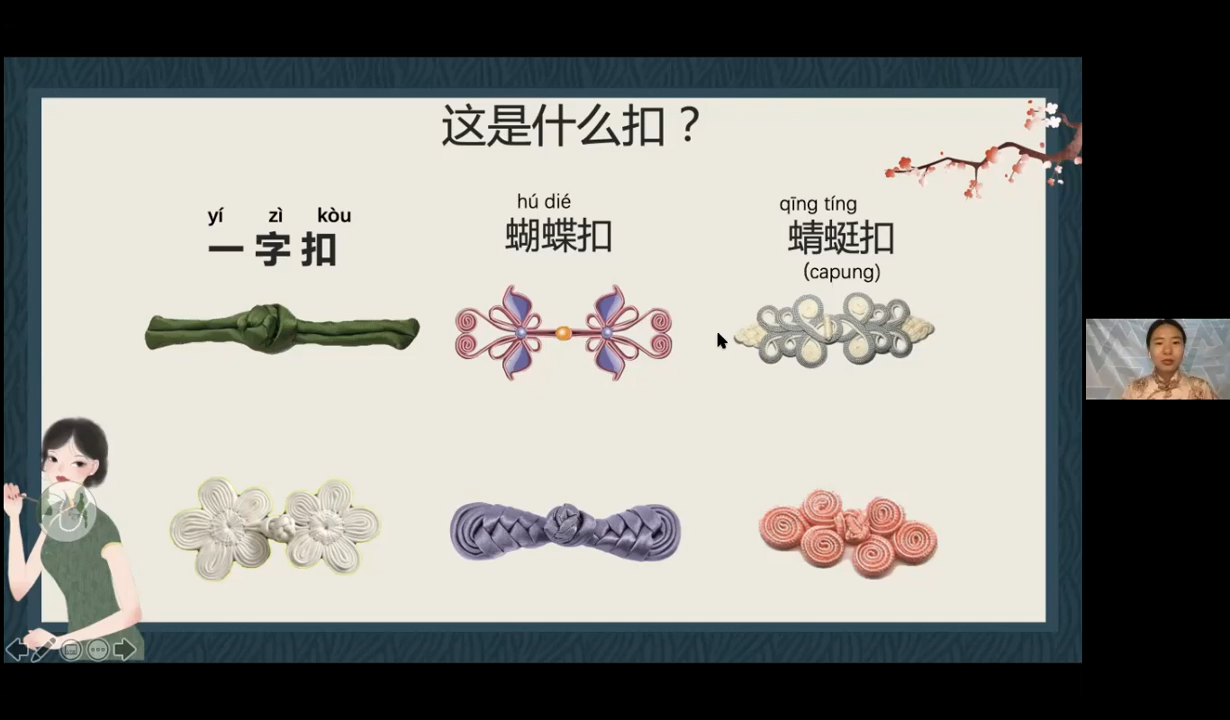 这是什么扣？
yí zì kòu
一字扣
hú dié
蝴蝶扣
qīng tíng
蜻蜓扣
(capung)